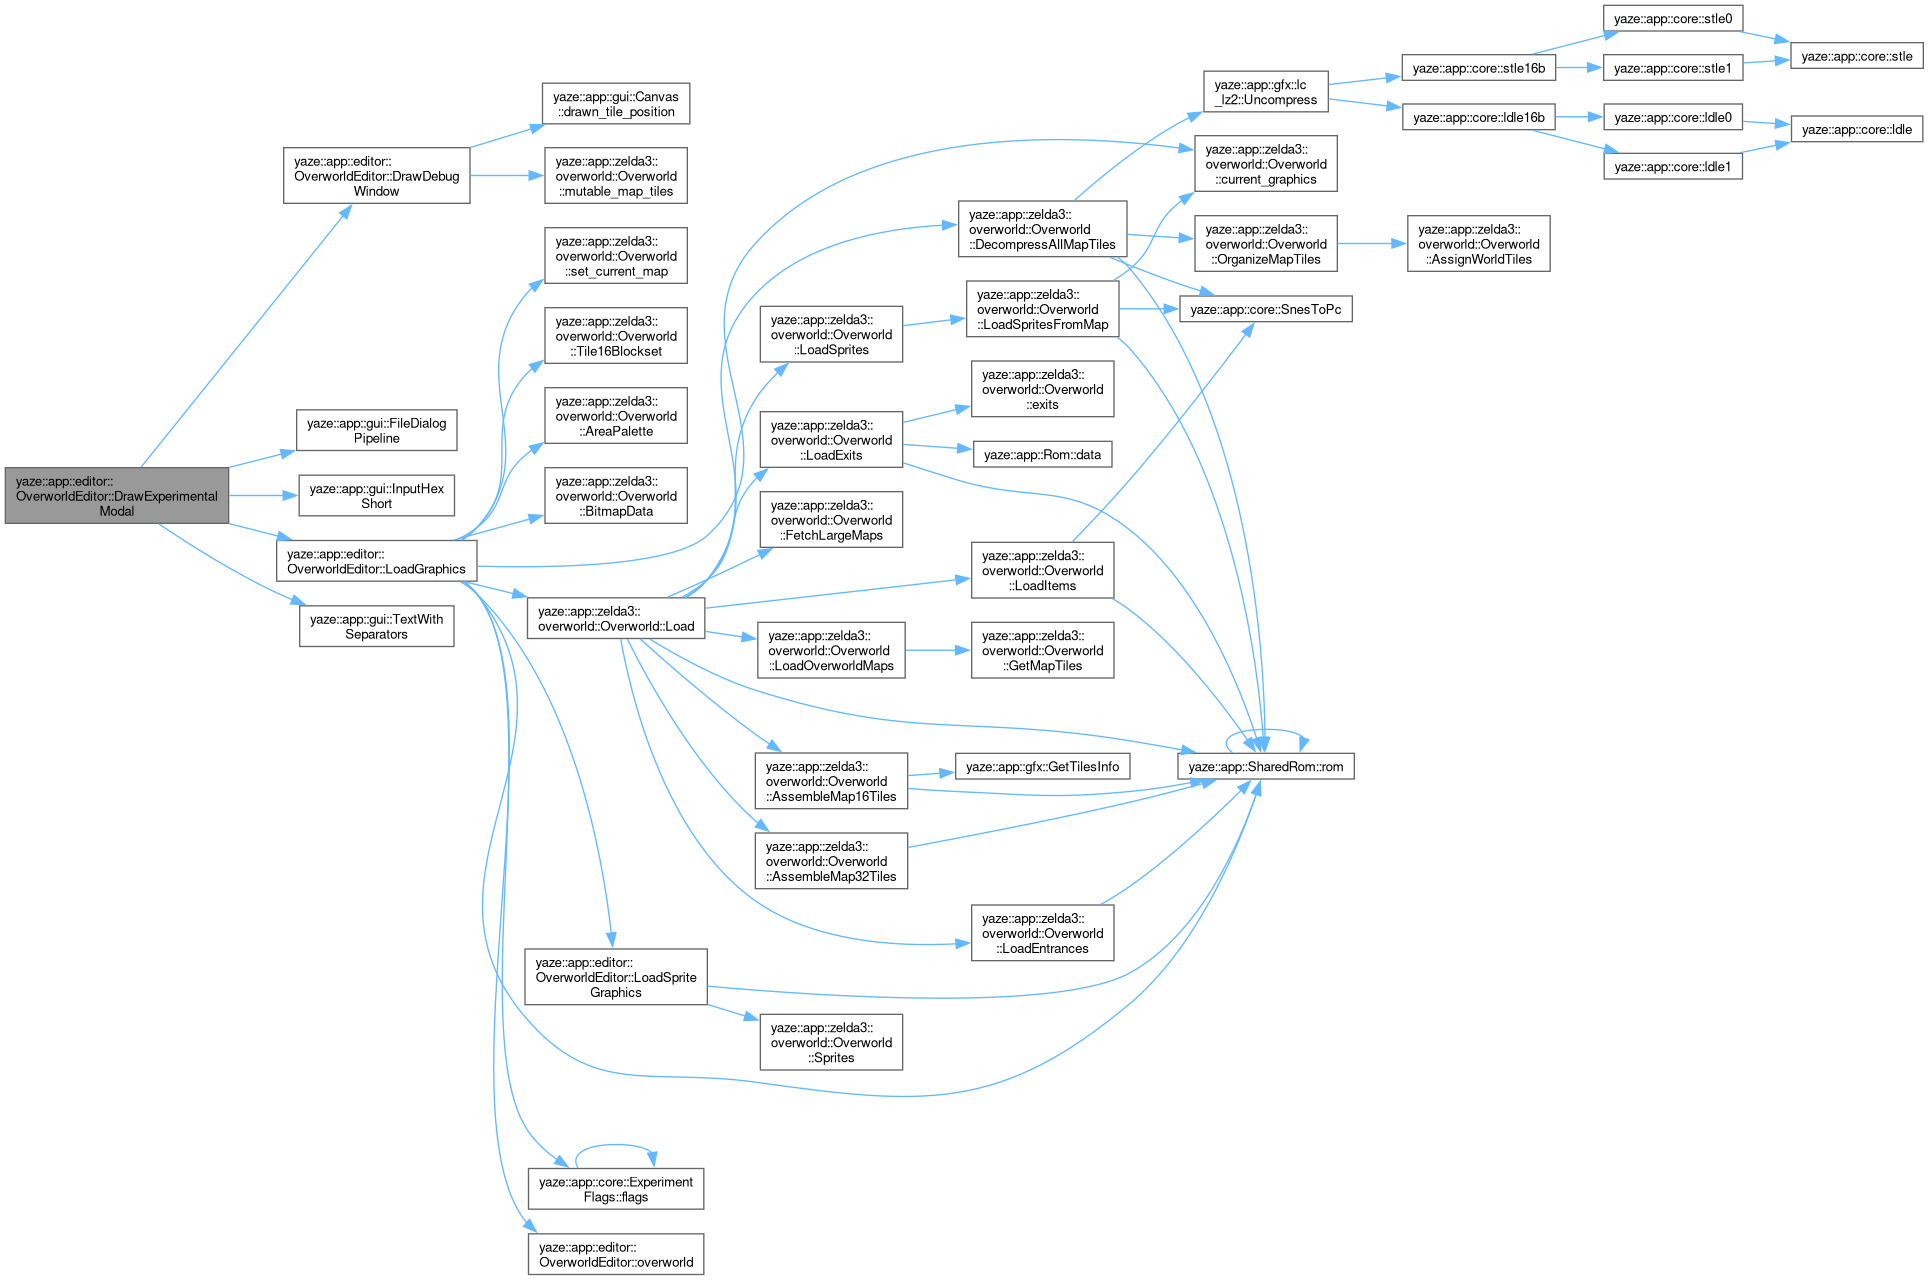 yaze::app::editor::
OverworldEditor::DrawExperimental
Modal
yaze::app::editor::
OverworldEditor::DrawDebug
Window
yaze::app::gui::FileDialog
Pipeline
yaze::app::gui::InputHex
Short
yaze::app::editor::
OverworldEditor::LoadGraphics
yaze::app::gui::TextWith
Separators
yaze::app::gui::Canvas
::drawn_tile_position
yaze::app::zelda3::
overworld::Overworld
::mutable_map_tiles
yaze::app::zelda3::
overworld::Overworld
::set_current_map
yaze::app::zelda3::
overworld::Overworld
::Tile16Blockset
yaze::app::zelda3::
overworld::Overworld
::AreaPalette
yaze::app::zelda3::
overworld::Overworld
::BitmapData
yaze::app::zelda3::
overworld::Overworld::Load
yaze::app::editor::
OverworldEditor::LoadSprite
Graphics
yaze::app::core::Experiment
Flags::flags
yaze::app::editor::
OverworldEditor::overworld
yaze::app::zelda3::
overworld::Overworld
::LoadSprites
yaze::app::zelda3::
overworld::Overworld
::LoadExits
yaze::app::zelda3::
overworld::Overworld
::FetchLargeMaps
yaze::app::zelda3::
overworld::Overworld
::LoadOverworldMaps
yaze::app::zelda3::
overworld::Overworld
::AssembleMap16Tiles
yaze::app::zelda3::
overworld::Overworld
::AssembleMap32Tiles
yaze::app::zelda3::
overworld::Overworld
::Sprites
yaze::app::zelda3::
overworld::Overworld
::DecompressAllMapTiles
yaze::app::zelda3::
overworld::Overworld
::LoadSpritesFromMap
yaze::app::zelda3::
overworld::Overworld
::exits
yaze::app::Rom::data
yaze::app::zelda3::
overworld::Overworld
::LoadItems
yaze::app::zelda3::
overworld::Overworld
::GetMapTiles
yaze::app::gfx::GetTilesInfo
yaze::app::zelda3::
overworld::Overworld
::LoadEntrances
yaze::app::gfx::lc
_lz2::Uncompress
yaze::app::zelda3::
overworld::Overworld
::current_graphics
yaze::app::zelda3::
overworld::Overworld
::OrganizeMapTiles
yaze::app::core::SnesToPc
yaze::app::SharedRom::rom
yaze::app::core::stle16b
yaze::app::core::ldle16b
yaze::app::zelda3::
overworld::Overworld
::AssignWorldTiles
yaze::app::core::stle0
yaze::app::core::stle1
yaze::app::core::ldle0
yaze::app::core::ldle1
yaze::app::core::stle
yaze::app::core::ldle